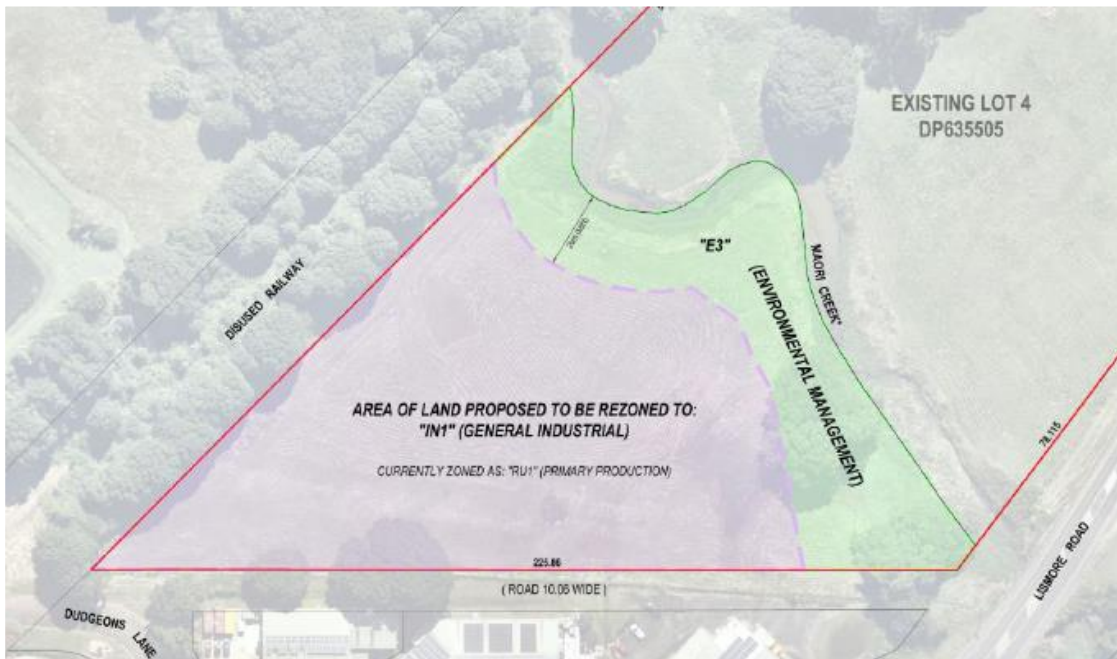 EXISTING LOT 4
DP635505
"E3"
(ENVIRONMENTAL MANAGEMENT)
MAORI CREEK"
DISUSED RAILWAY
AREA OF LAND PROPOSED TO BE REZONED TO:
"IN1" (GENERAL INDUSTRIAL)
CURRENTLY ZONED AS: "RU1" (PRIMARY PRODUCTION)
78.115
225.86
( ROAD 10.06 WIDE )
LISMORE ROAD
DUDGEONS LANE